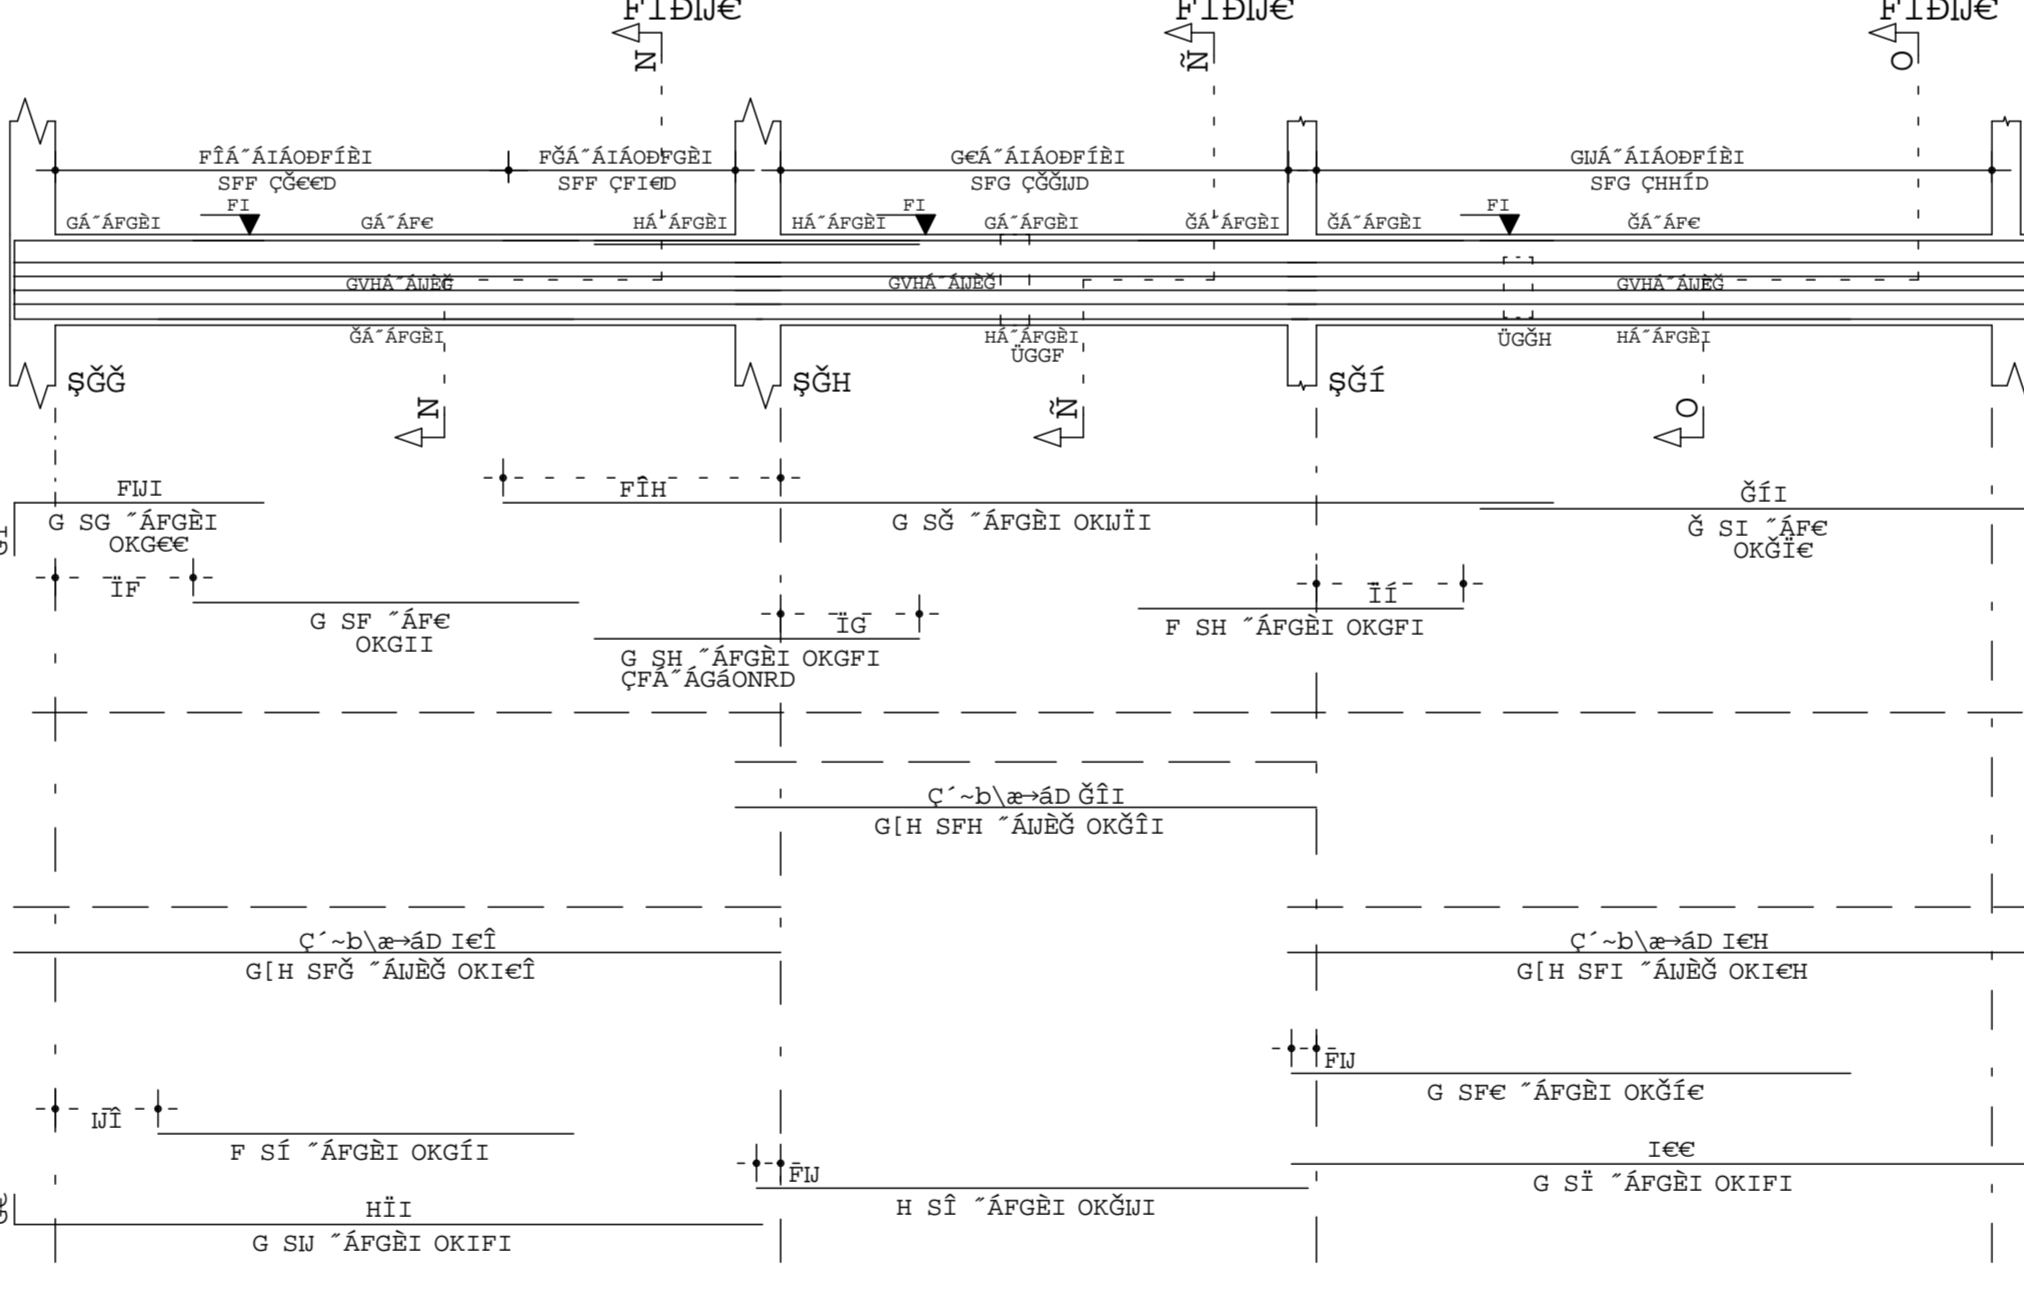 FÎÁ˝ÁIÁOÐFÍÈI FĞÁ˝ÁIÁOÐFGÈI G€Á˝ÁIÁOÐFÍÈI GIJÁ˝ÁIÁOÐFÍÈI
SFF ÇĞ€€D SFF ÇFI€D SFG ÇĞĞIJD SFG ÇHHÍD
FI FI FI
GÁ˝ÁFGÈI GÁ˝ÁF€ HÁ˝ÁFGÈI HÁ˝ÁFGÈI GÁ˝ÁFGÈI ĞÁ˝ÁFGÈI ĞÁ˝ÁFGÈI ĞÁ˝ÁF€
GVHÁ˝ÁIJÈĞ GVHÁ˝ÁIJÈĞ GVHÁ˝ÁIJÈĞ
ĞÁ˝ÁFGÈI HÁ˝ÁFGÈI ÜGĞH HÁ˝ÁFGÈI
ÜGGF
ŞĞĞ ŞĞH ŞĞÍ
N Ñ O
N Ñ O
FIJI FÎH ĞÍI
G SG ˝ÁFGÈI G SĞ ˝ÁFGÈI OKIJÏI Ğ SI ˝ÁF€
OKG€€ OKĞÏ€
ÏF ÏÍ
G SF ˝ÁF€ ÏG F SH ˝ÁFGÈI OKGFI
OKGII
G SH ˝ÁFGÈI OKGFI
ÇFÁ˝ÁGáONRD
Ç´~b\æ→áD ĞÎI
G[H SFH ˝ÁIJÈĞ OKĞÎI
Ç´~b\æ→áD I€Î Ç´~b\æ→áD I€H
G[H SFĞ ˝ÁIJÈĞ OKI€Î G[H SFI ˝ÁIJÈĞ OKI€H
FIJ
G SF€ ˝ÁFGÈI OKĞÍ€
IJÎ
F SÍ ˝ÁFGÈI OKGÍI I€€
FIJ
G SÏ ˝ÁFGÈI OKIFI
HÏI H SÎ ˝ÁFGÈI OKĞIJI
G SIJ ˝ÁFGÈI OKIFI